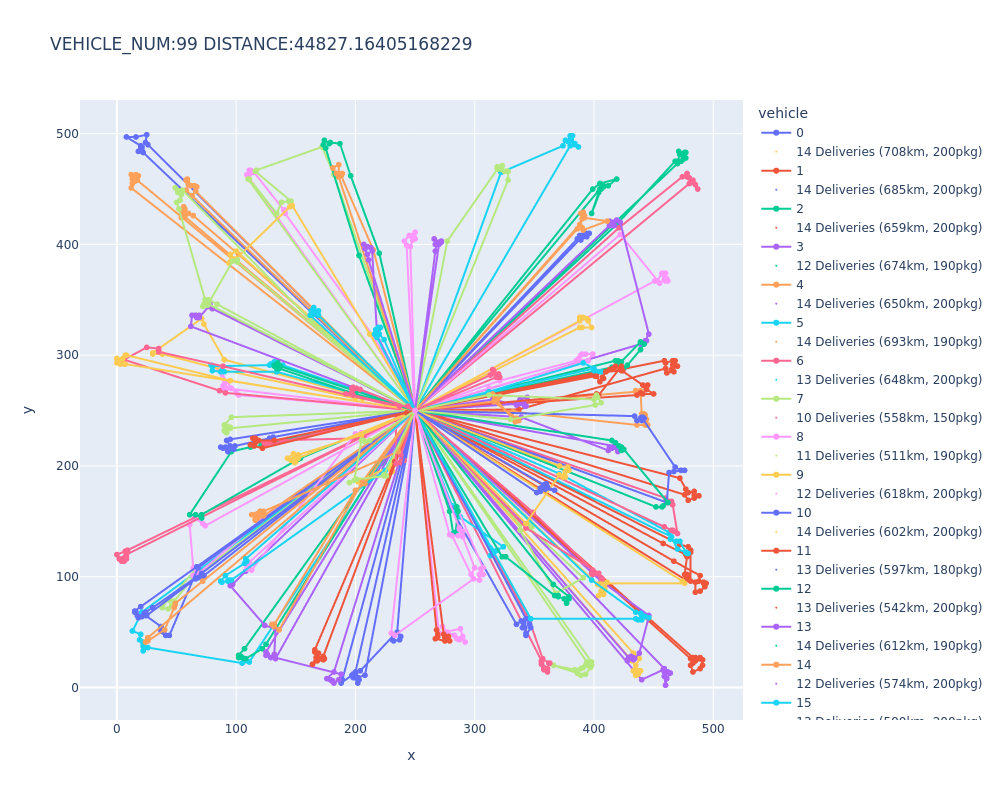 VEHICLE_NUM:99 DISTANCE:44827.16405168229
vehicle
0
14 Deliveries (708km, 200pkg)
1
14 Deliveries (685km, 200pkg)
2
14 Deliveries (659km, 200pkg)
3
12 Deliveries (674km, 190pkg)
4
14 Deliveries (650km, 200pkg)
5
14 Deliveries (693km, 190pkg)
6
13 Deliveries (648km, 200pkg)
7
10 Deliveries (558km, 150pkg)
8
11 Deliveries (511km, 190pkg)
9
12 Deliveries (618km, 200pkg)
10
14 Deliveries (602km, 200pkg)
11
13 Deliveries (597km, 180pkg)
12
13 Deliveries (542km, 200pkg)
13
14 Deliveries (612km, 190pkg)
14
12 Deliveries (574km, 200pkg)
15
500
400
300
200
100
0
y
0 100 200 300 400 500
x